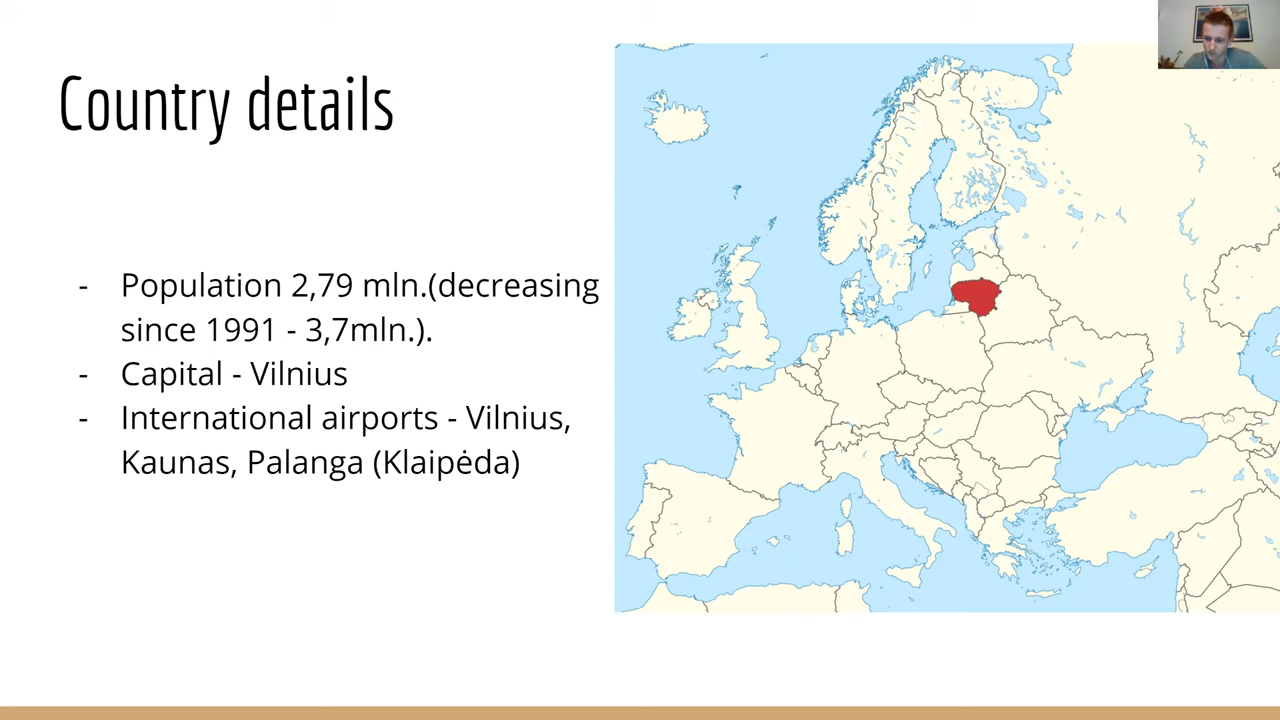 Country details
- Population 2,79 mln.(decreasing
since 1991 - 3,7mln.).
- Capital - Vilnius
- International airports - Vilnius,
Kaunas, Palanga (Klaipėda)